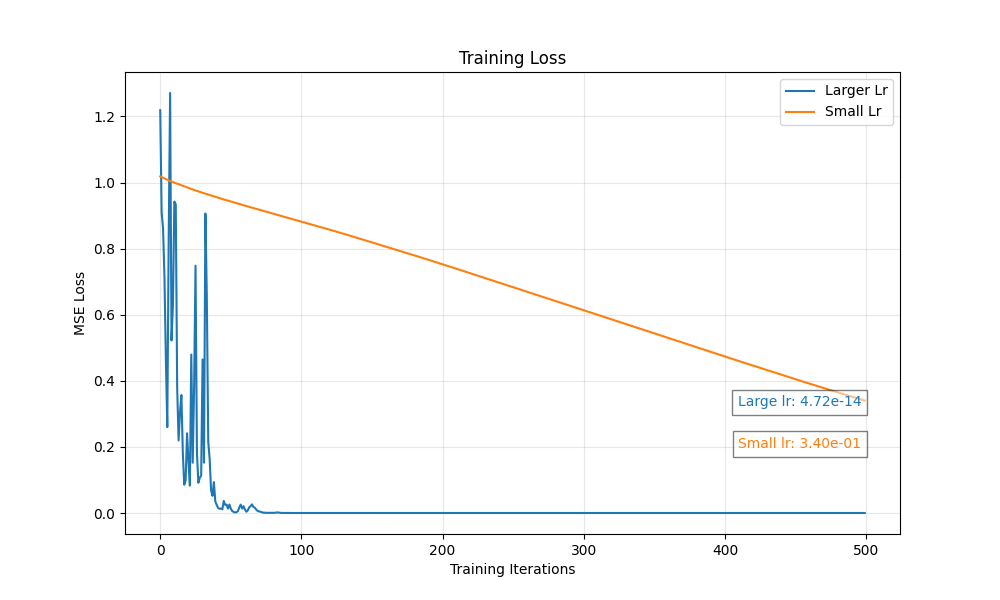 Training Loss
Larger Lr
Small Lr
MSE Loss
1.2
1.0
0.8
0.6
0.4
0.2
0.0
Large lr: 4.72e-14
Small lr: 3.40e-01
0 100 200 300 400 500
Training Iterations